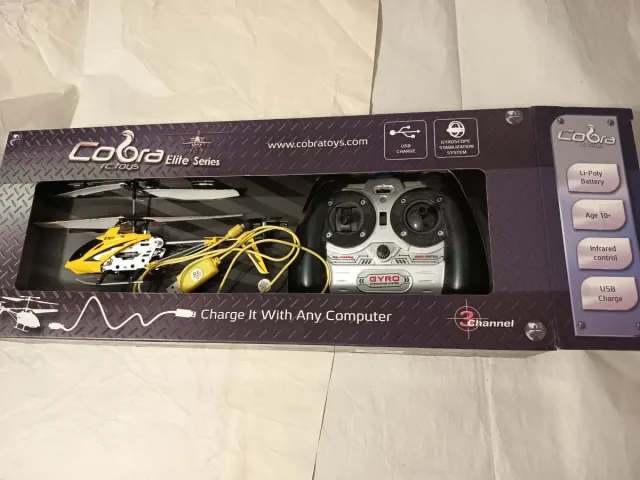 Cobra
RC TOYS
Elite Series
www.cobratoys.com
USB
CHARGE
GYROSCOPE
STABILIZATION
SYSTEM
GYRO
Charge It With Any Computer
3 Channel
Cobra
RC TOYS
Li-Poly
Battery
Age 10+
Infrared
control
USB
Charge